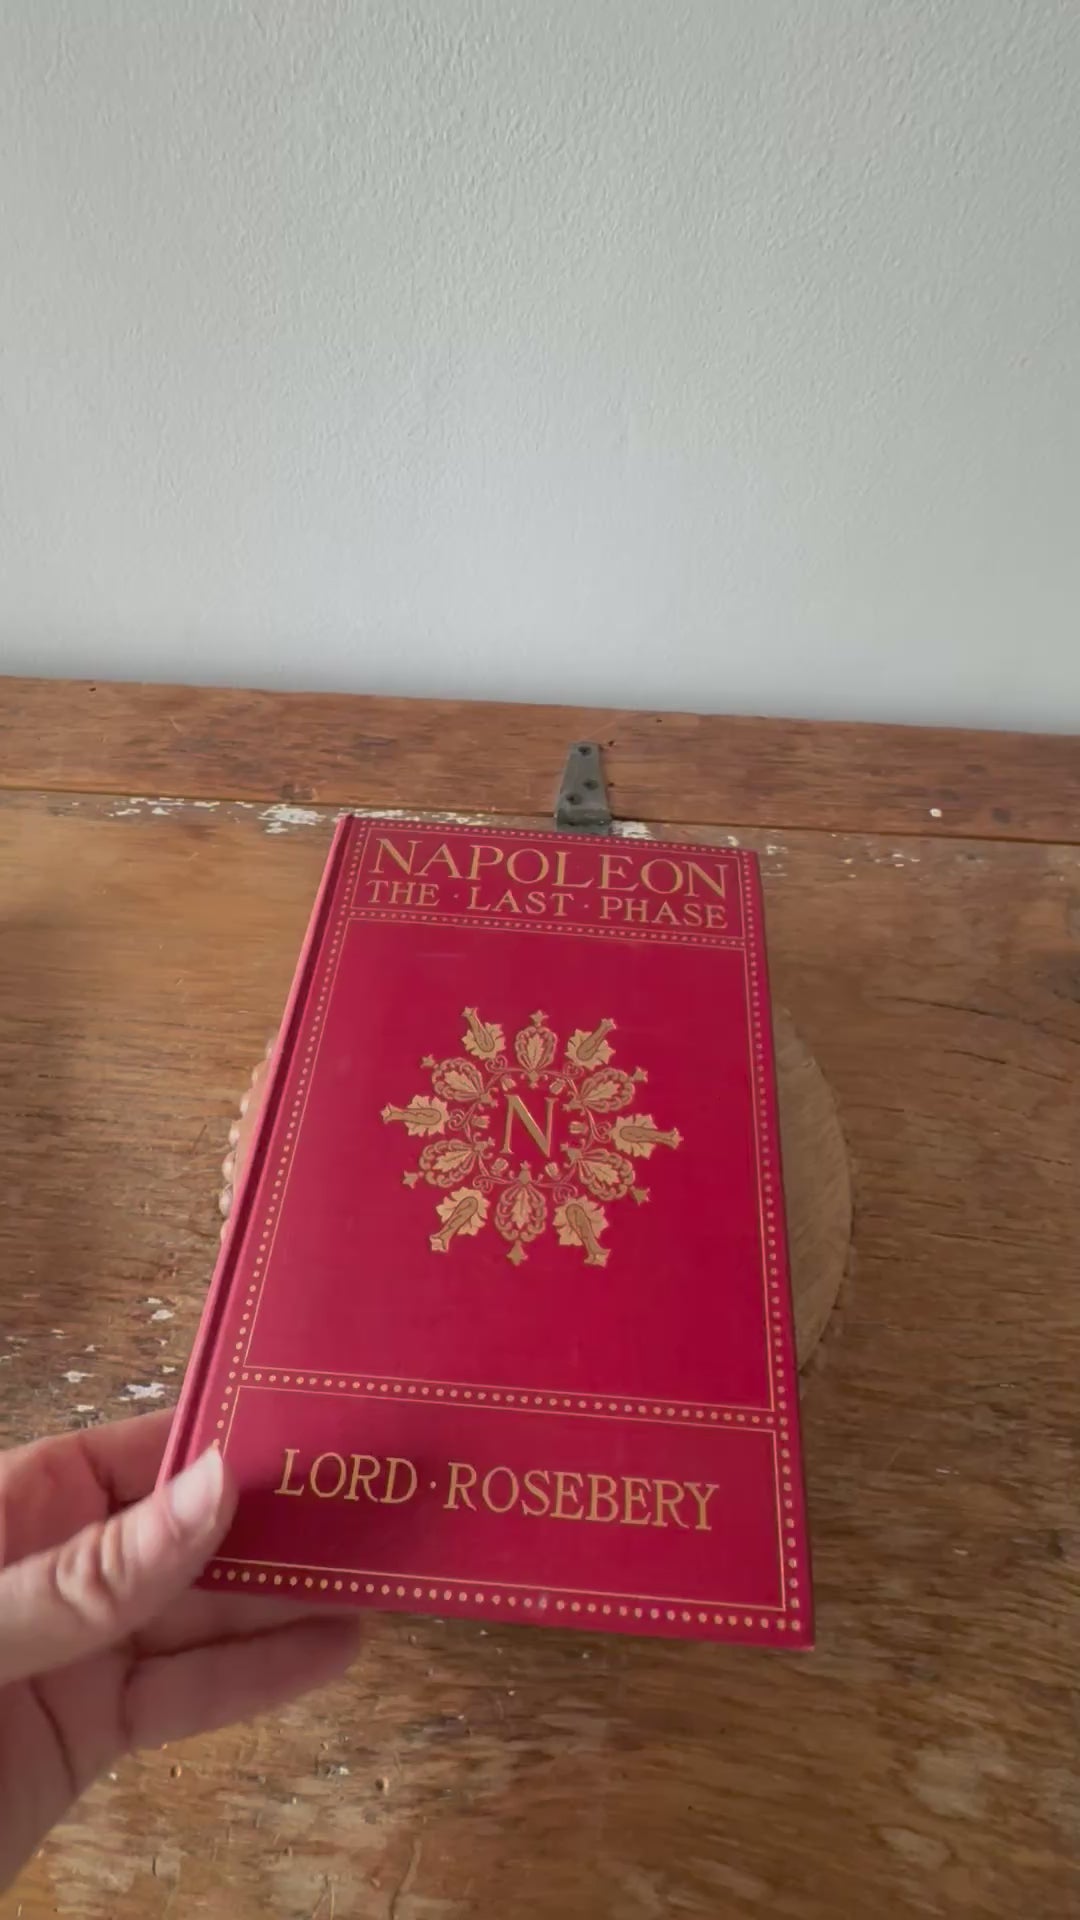 NAPOLEON
THE · LAST · PHASE
N
LORD · ROSEBERY